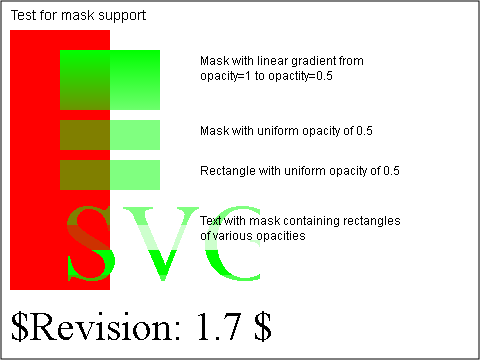 Test for mask support
Mask with linear gradient from
opacity=1 to opactity=0.5
Mask with uniform opacity of 0.5
Rectangle with uniform opacity of 0.5
SVC
Text with mask containing rectangles
of various opacities
$Revision: 1.7 $